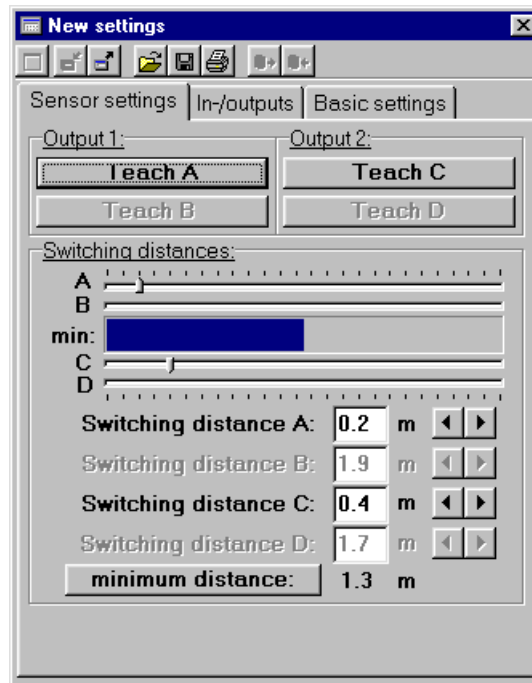 New settings
Sensor settings In-/outputs Basic settings
Output 1: Output 2:
Teach A Teach C
Teach B Teach D
Switching distances:
A
B
min:
C
D
Switching distance A: 0.2 m
Switching distance B: 1.9 m
Switching distance C: 0.4 m
Switching distance D: 1.7 m
minimum distance: 1.3 m